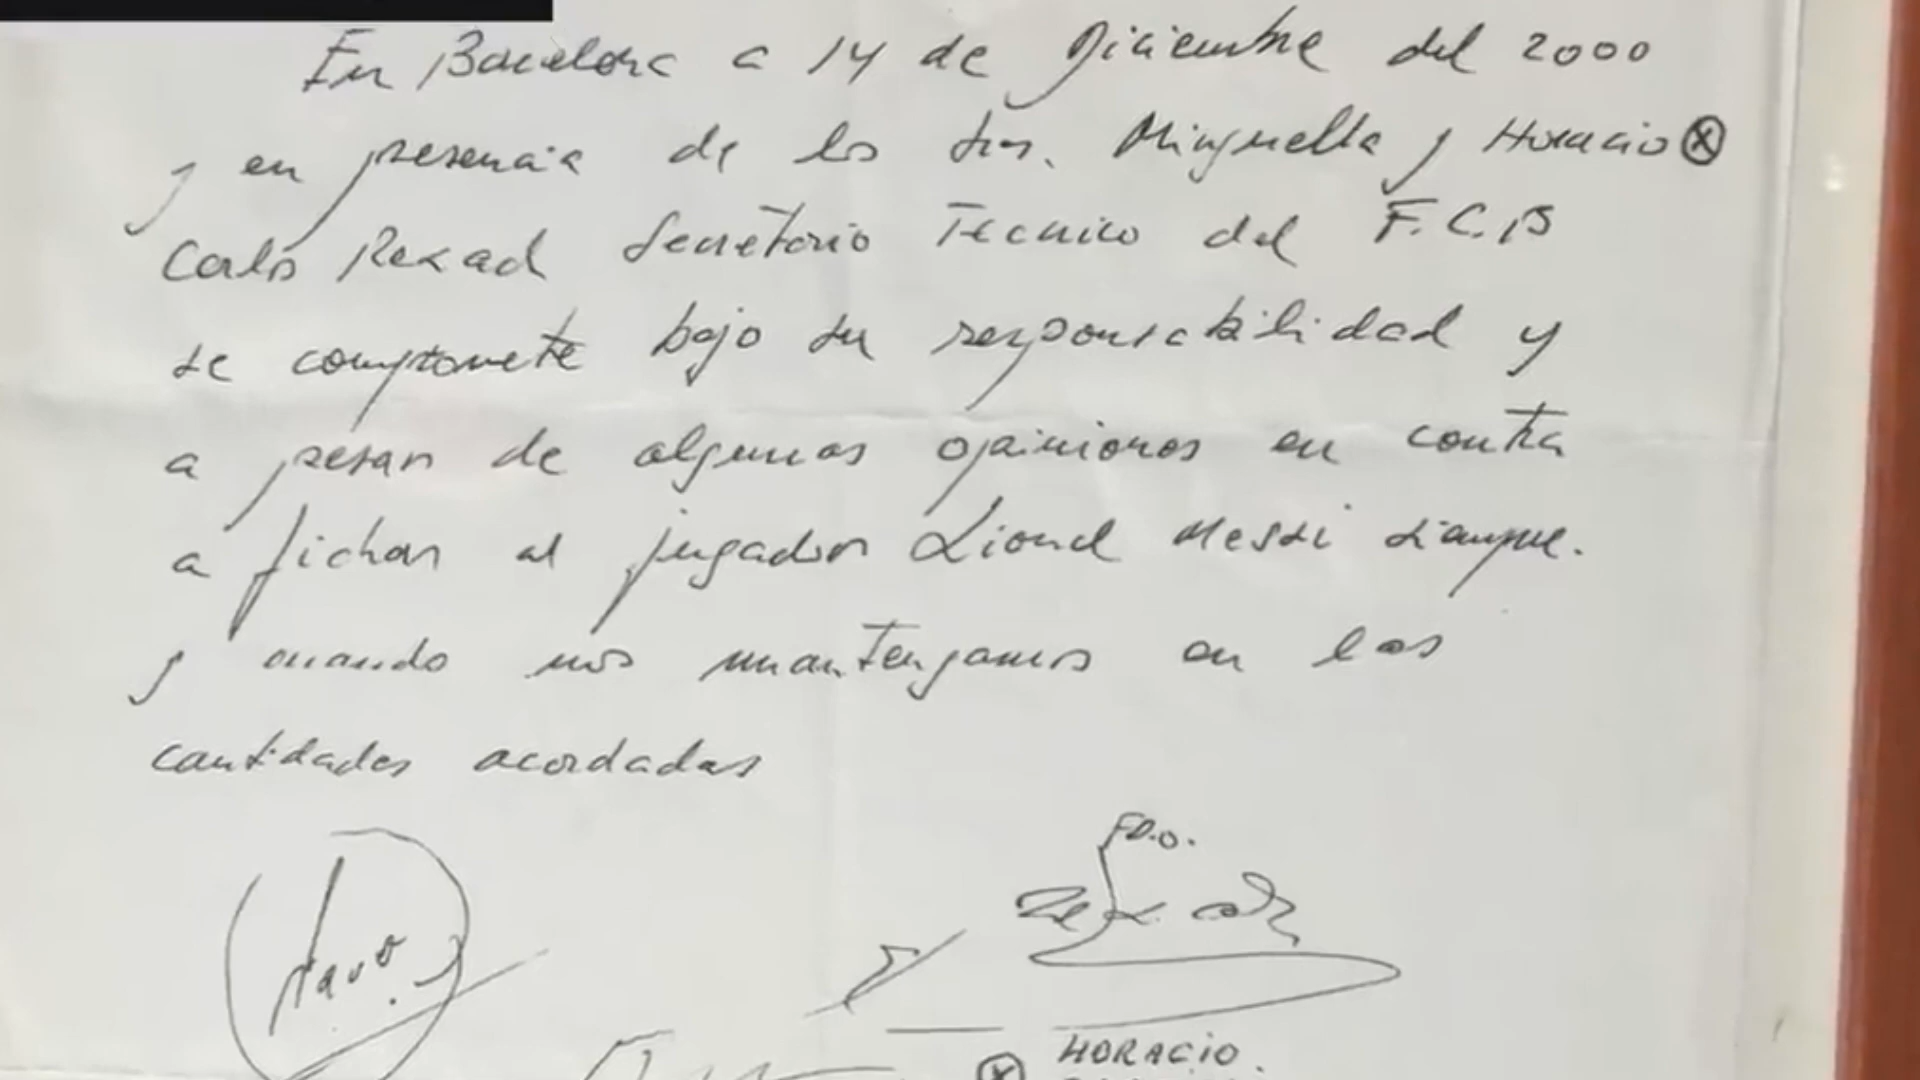 En Barcelona a 14 de Diciembre del 2000
y en presencia de los Srs. Minguella y Horacio ⓧ
Carlos Rexach Secretario Tecnico del F.C.B
se compromete bajo su responsabilidad y
a pesar de algunas opiniones en contra
a fichar al jugador Lionel Messi siempre.
y cuando nos mantengamos en las
cantidades acordadas
FD.O.
HORACIO